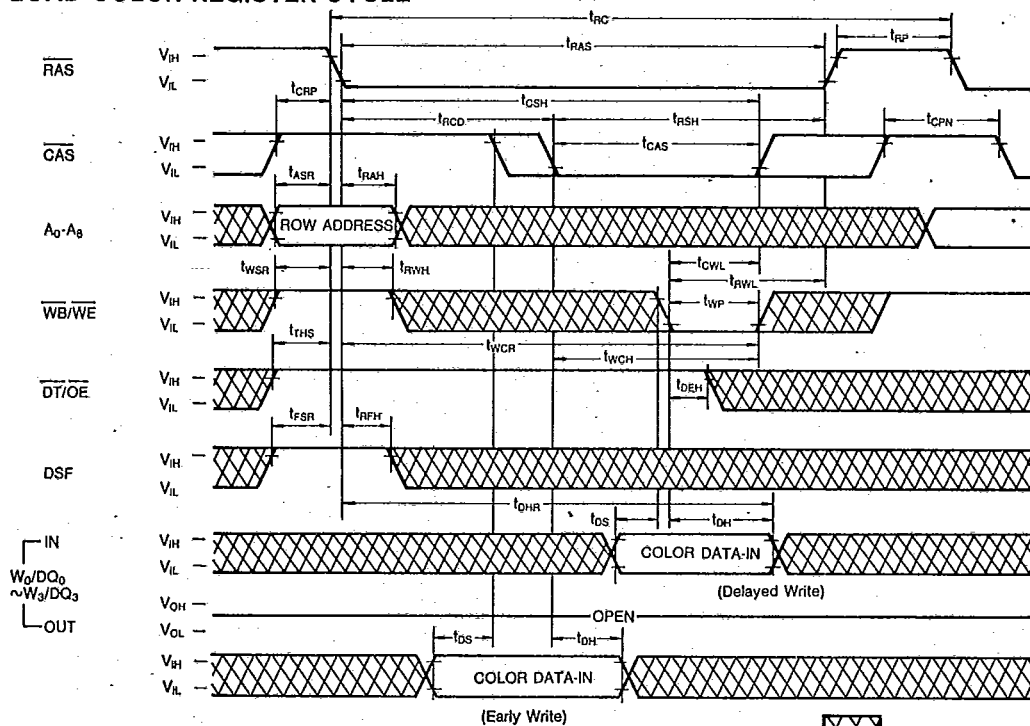 LOAD COLOR REGISTER CYCLE
tRC
tRAS
tRP
RAS
VIH
VIL
tCRP
tCSH
tRCD
tRSH
tCPN
CAS
VIH
VIL
tCAS
tASR
tRAH
A0-A8
VIH
VIL
ROW ADDRESS
tWSR
tRWH
tCWL
tRWL
WB/WE
VIH
VIL
tWP
tTHS
tWCR
tWCH
DT/OE
VIH
VIL
tDEH
tFSR
tRFH
DSF
VIH
VIL
tDHR
tDS
tDH
IN
VIH
VIL
COLOR DATA-IN
W0/DQ0
~W3/DQ3
(Delayed Write)
OUT
VOH
VOL
OPEN
tDS
tDH
VIH
VIL
COLOR DATA-IN
(Early Write)